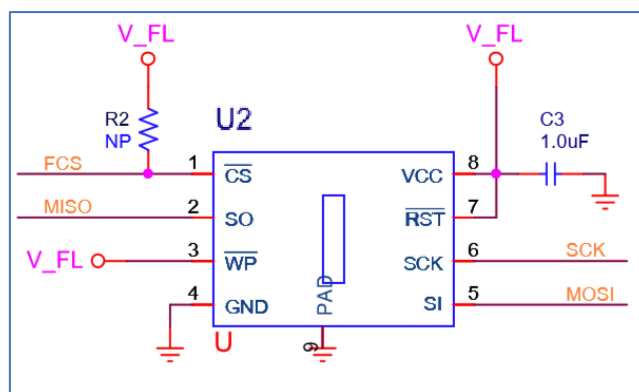 V_FL
V_FL
R2
NP
U2
C3
1.0uF
FCS
1
CS
VCC
8
MISO
2
SO
RST
7
V_FL
3
WP
SCK
6
SCK
4
GND
PAD
SI
5
MOSI
U
9